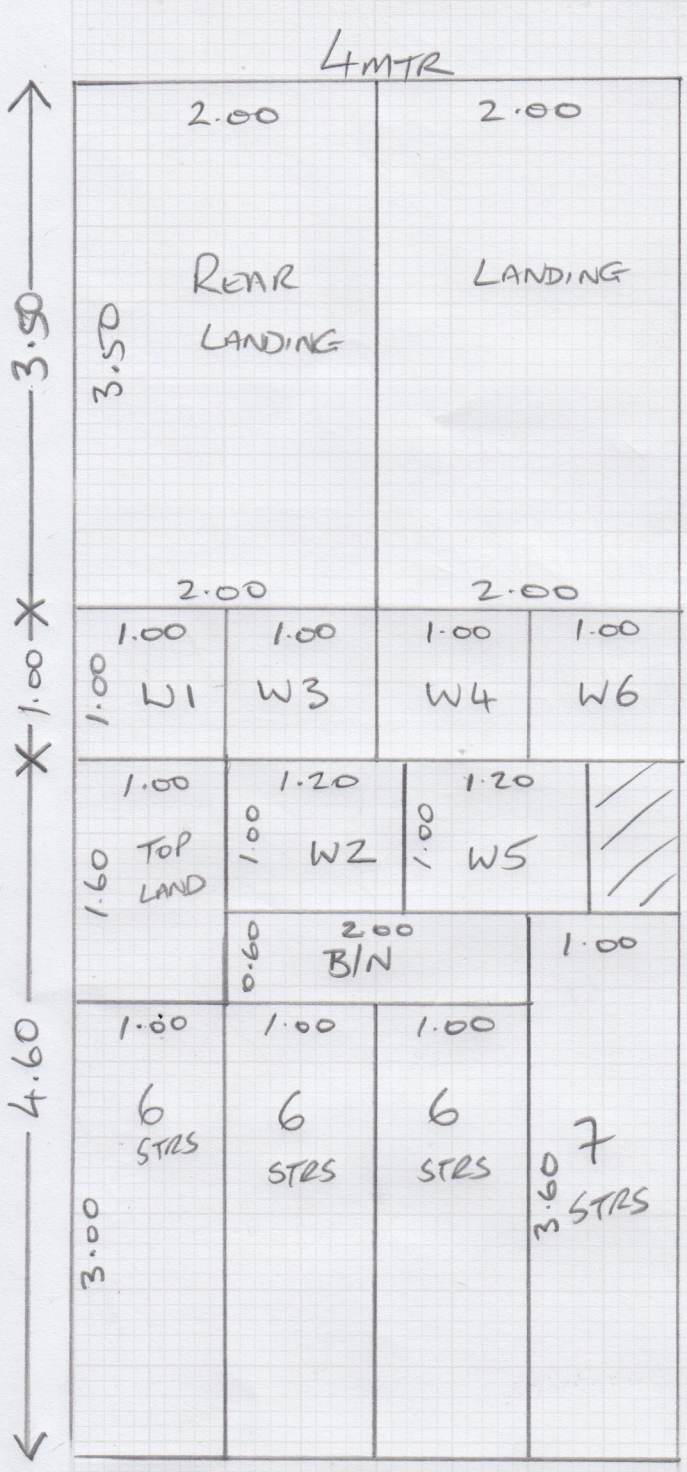 4MTR
2.00
2.00
REAR
LANDING
LANDING
3.50
3.50
2.00
2.00
1.00
1.00
1.00
1.00
1.00
1.00
W1
W3
W4
W6
1.00
1.20
1.20
1.60
TOP
LAND
1.00
W2
1.00
W5
2.00
0.60
B/N
1.00
4.60
1.00
1.00
1.00
6
STRS
6
STRS
6
STRS
7
STRS
3.00
3.60